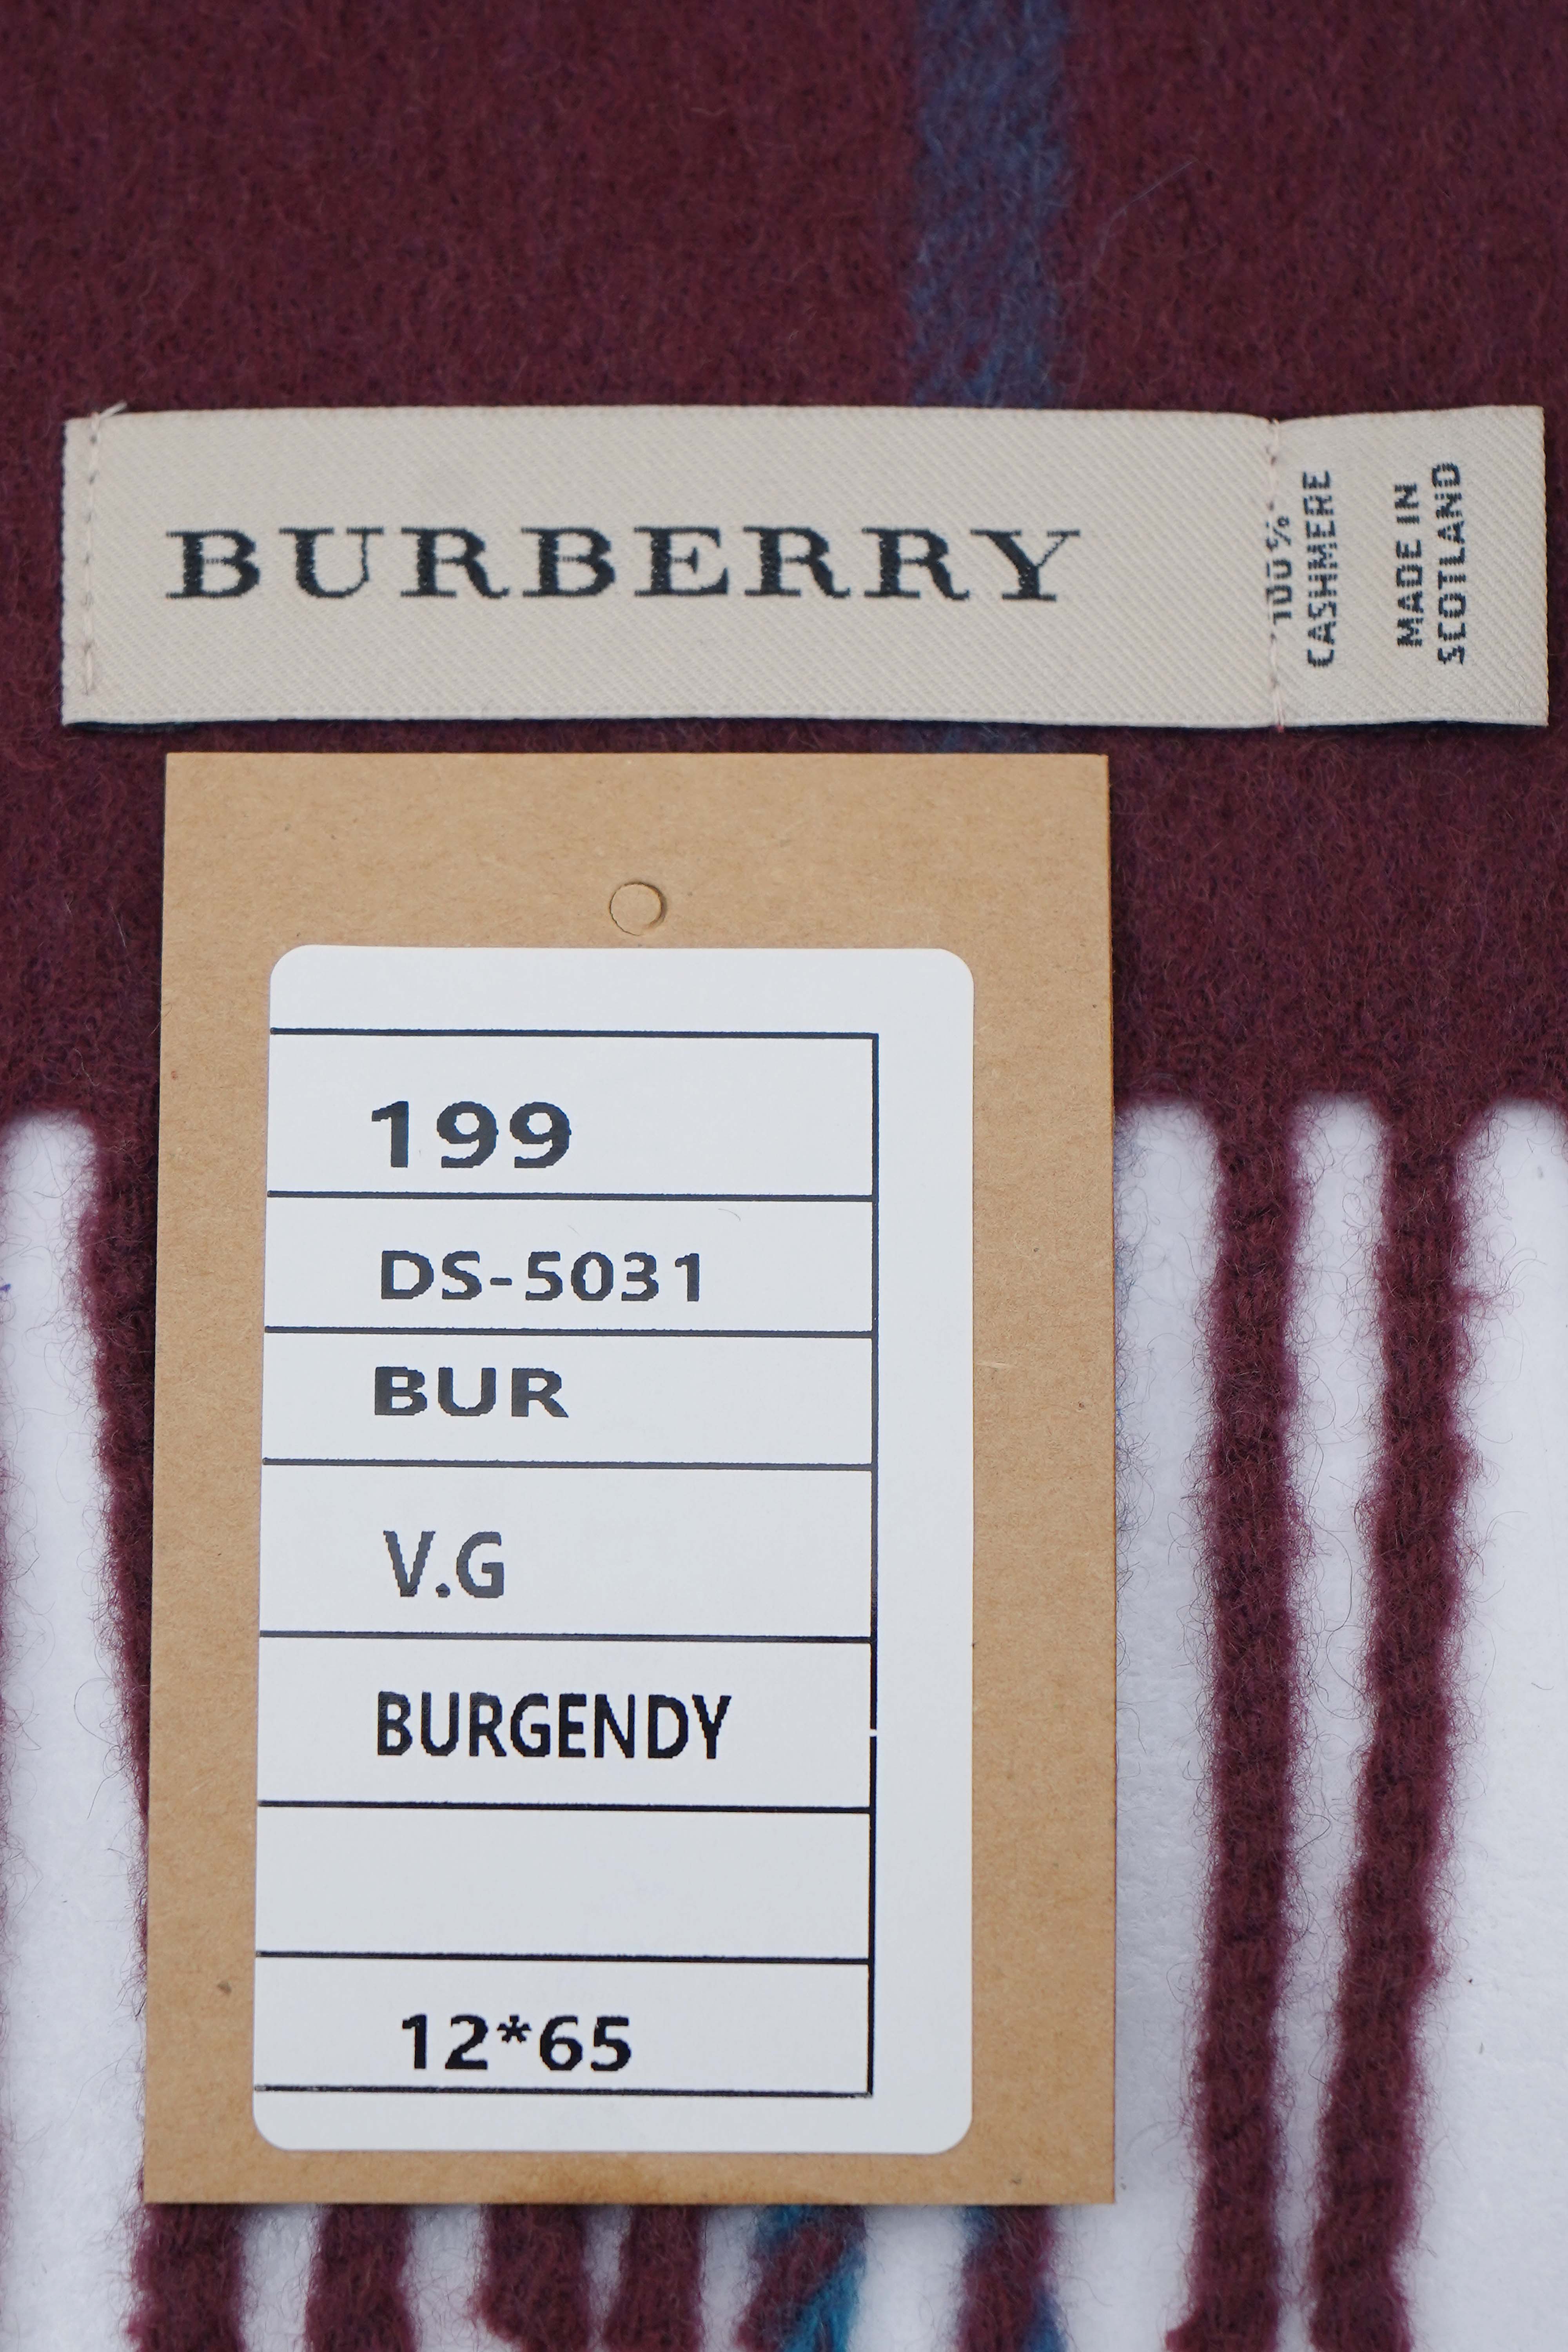 BURBERRY
100%
CASHMERE
MADE IN
SCOTLAND
199
DS-5031
BUR
V.G
BURGENDY
12*65